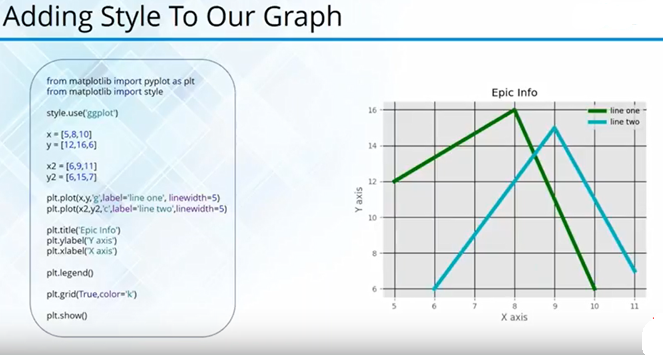 Adding Style To Our Graph
from matplotlib import pyplot as plt
from matplotlib import style
style.use('ggplot')
x = [5,8,10]
y = [12,16,6]
x2 = [6,9,11]
y2 = [6,15,7]
plt.plot(x,y,'g',label='line one', linewidth=5)
plt.plot(x2,y2,'c',label='line two',linewidth=5)
plt.title('Epic Info')
plt.ylabel('Y axis')
plt.xlabel('X axis')
plt.legend()
plt.grid(True,color='k')
plt.show()
Epic Info
line one
line two
Y axis
16
14
12
10
8
6
5 6 7 8 9 10 11
X axis